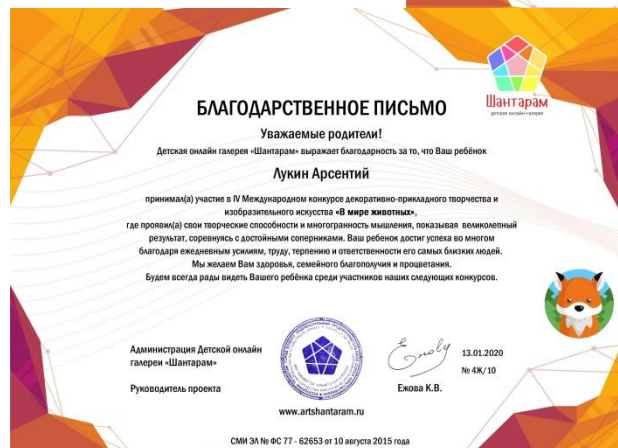 Шантарам
детская онлайн-галерея
БЛАГОДАРСТВЕННОЕ ПИСЬМО
Уважаемые родители!
Детская онлайн галерея «Шантарам» выражает благодарность за то, что Ваш ребёнок
Лукин Арсентий
принимал(а) участие в IV Международном конкурсе декоративно-прикладного творчества и
изобразительного искусства «В мире животных»,
где проявил(а) свои творческие способности и многогранность мышления, показывая великолепный
результат, соревнуясь с достойными соперниками. Ваш ребенок достиг успеха во многом
благодаря ежедневным усилиям, труду, терпению и ответственности его самых близких людей.
Мы желаем Вам здоровья, семейного благополучия и процветания.
Будем всегда рады видеть Вашего ребёнка среди участников наших следующих конкурсов.
Администрация Детской онлайн
галереи «Шантарам»
Руководитель проекта
13.01.2020
№ 4Ж/10
Ежова К.В.
www.artshantaram.ru
СМИ ЭЛ № ФС 77 - 62653 от 10 августа 2015 года